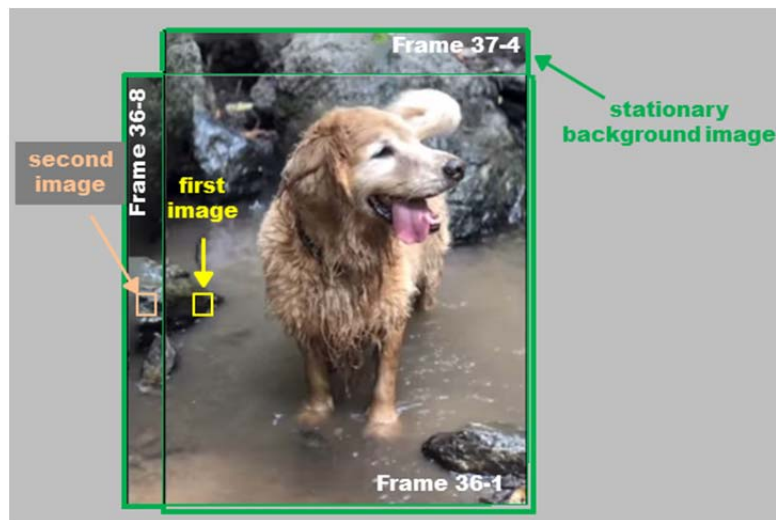 Frame 37-4
Frame 36-8
stationary
background image
second
image
first
image
Frame 36-1